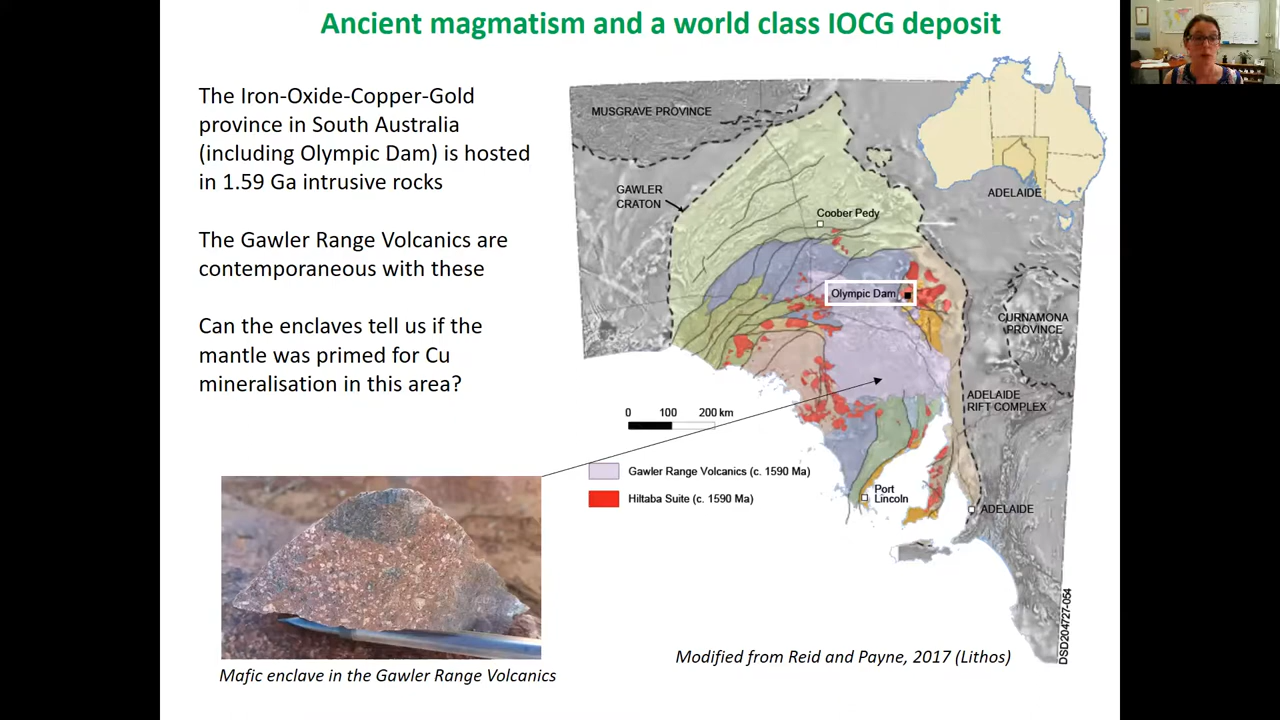 Ancient magmatism and a world class IOCG deposit
The Iron-Oxide-Copper-Gold
province in South Australia
(including Olympic Dam) is hosted
in 1.59 Ga intrusive rocks
The Gawler Range Volcanics are
contemporaneous with these
Can the enclaves tell us if the
mantle was primed for Cu
mineralisation in this area?
MUSGRAVE PROVINCE
GAWLER
CRATON
Coober Pedy
ADELAIDE
Olympic Dam
CURNAMONA
PROVINCE
ADELAIDE
RIFT COMPLEX
0 100 200 km
Gawler Range Volcanics (c. 1590 Ma)
Hiltaba Suite (c. 1590 Ma)
Port
Lincoln
ADELAIDE
DSD204727-054
Modified from Reid and Payne, 2017 (Lithos)
Mafic enclave in the Gawler Range Volcanics